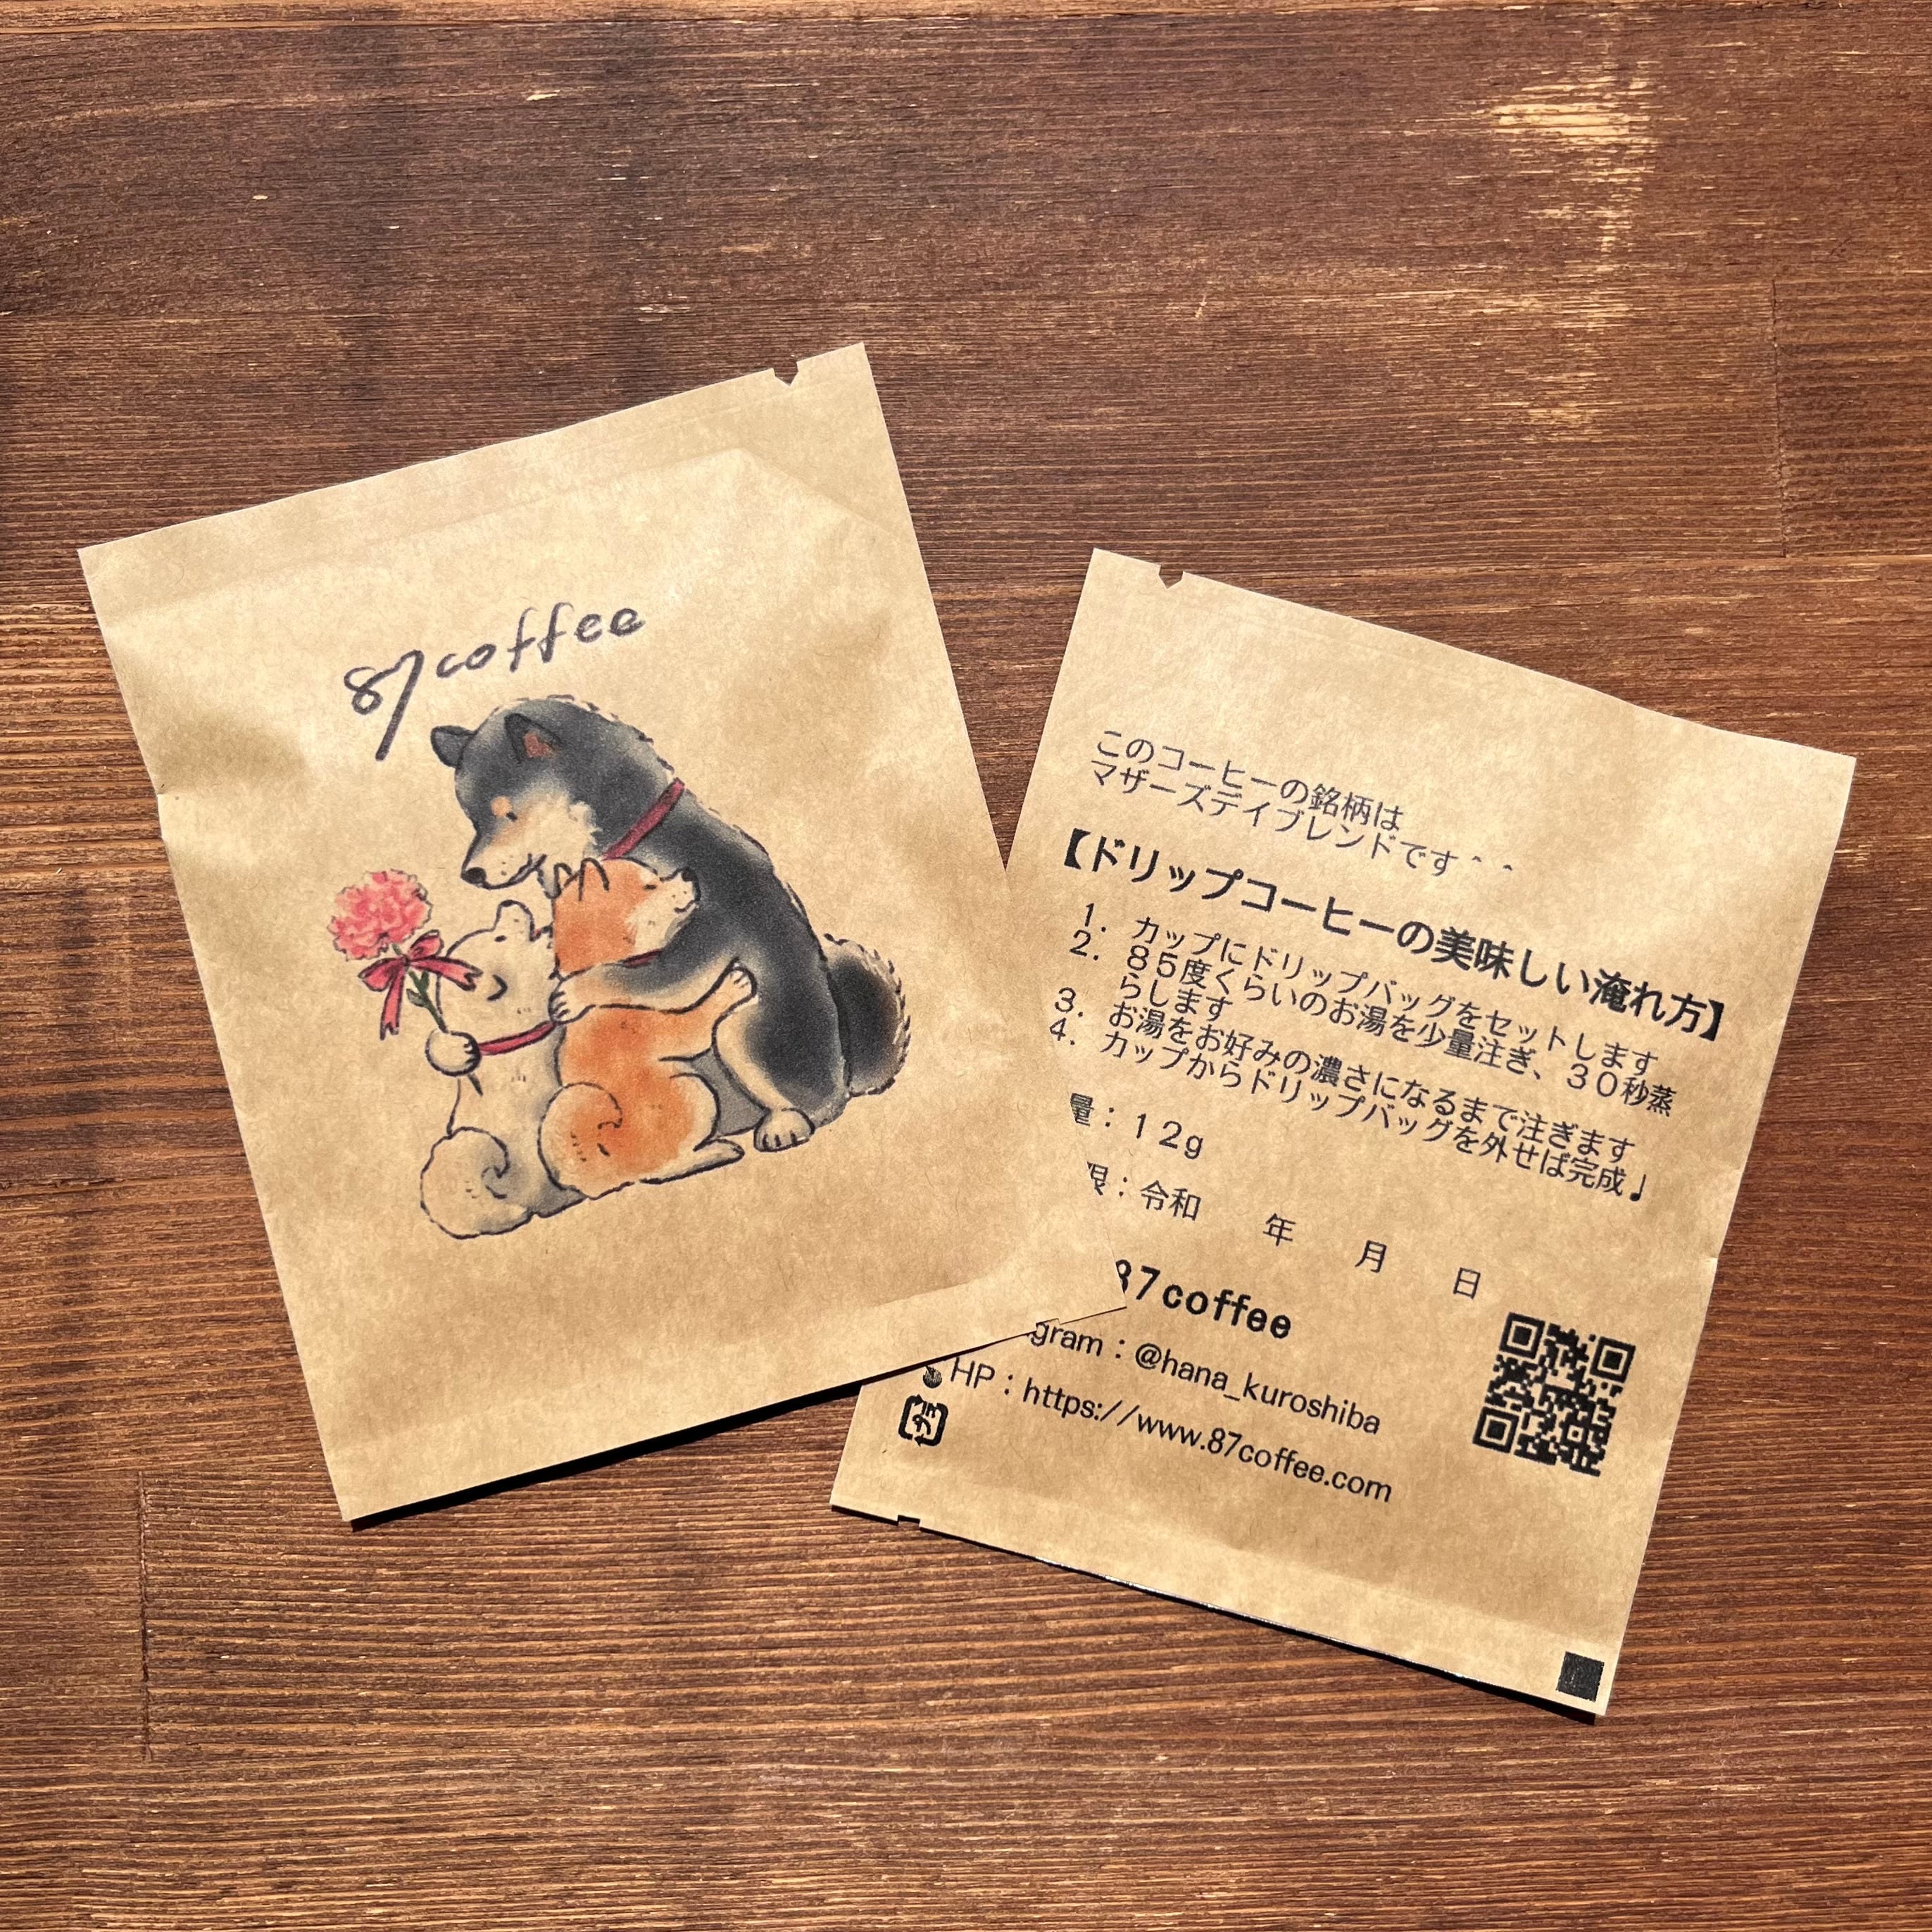 87coffee
このコーヒーの銘柄は
マザーズデイブレンドです＾＾
【ドリップコーヒーの美味しい淹れ方】
1. カップにドリップバッグをセットします
2. 85度くらいのお湯を少量注ぎ、30秒蒸
らします
3. お湯をお好みの濃さになるまで注ぎます
4. カップからドリップバッグを外せば完成♩
量：12g
限：令和　年　月　日
87coffee
gram：@hana_kuroshiba
HP：https://www.87coffee.com